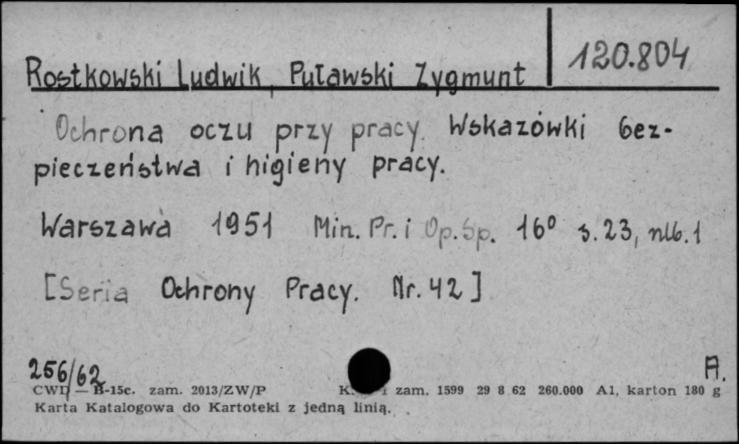 120.804
Rostkowski Ludwik, Puławski Zygmunt
Ochrona oczu przy pracy. Wskazówki bez-
pieczeństwa i higieny pracy.
Warszawa 1951 Min. Pr. i Op. Sp. 16° s. 23, nlb. 1
[Seria Ochrony Pracy. Nr. 42]
256/62 A.
CWD — B-15c. zam. 2013/ZW/P zam. 1599 29 8 62 260.000 A1, karton 180 g
Karta Katalogowa do Kartoteki z jedną linią.